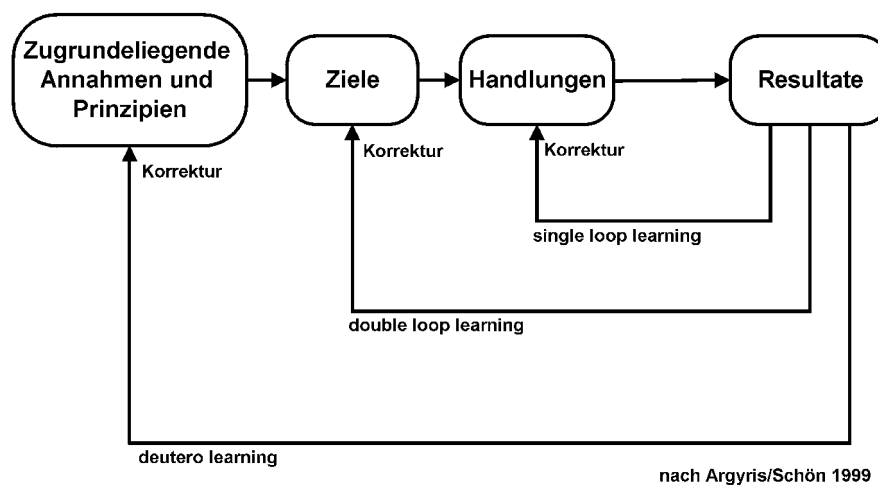 Zugrundeliegende
Annahmen und
Prinzipien
Ziele
Handlungen
Resultate
Korrektur
Korrektur
Korrektur
single loop learning
double loop learning
deutero learning
nach Argyris/Schön 1999